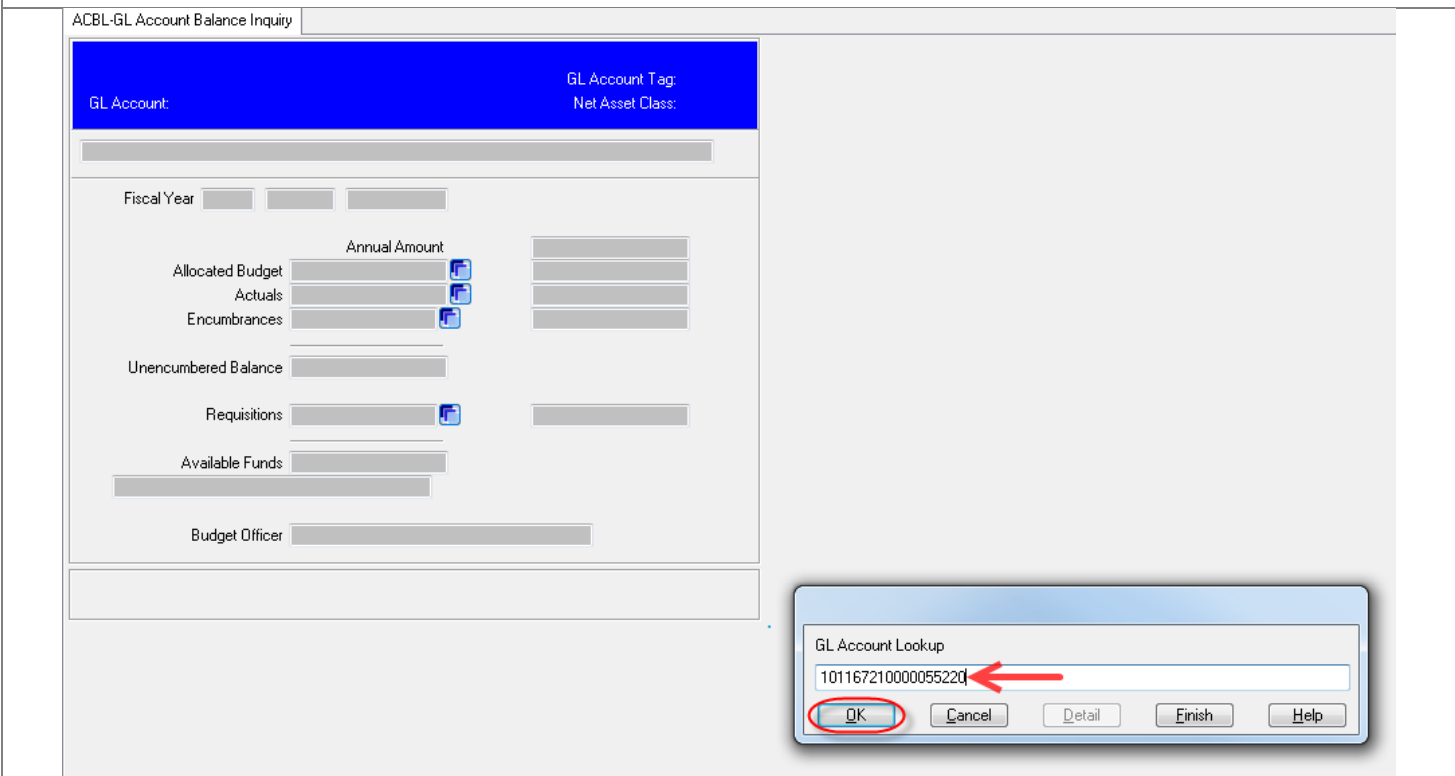 ACBL-GL Account Balance Inquiry
GL Account Tag:
GL Account:
Net Asset Class:
Fiscal Year
Annual Amount
Allocated Budget
Actuals
Encumbrances
Unencumbered Balance
Requisitions
Available Funds
Budget Officer
GL Account Lookup
101167210000055220
OK Cancel Detail Finish Help